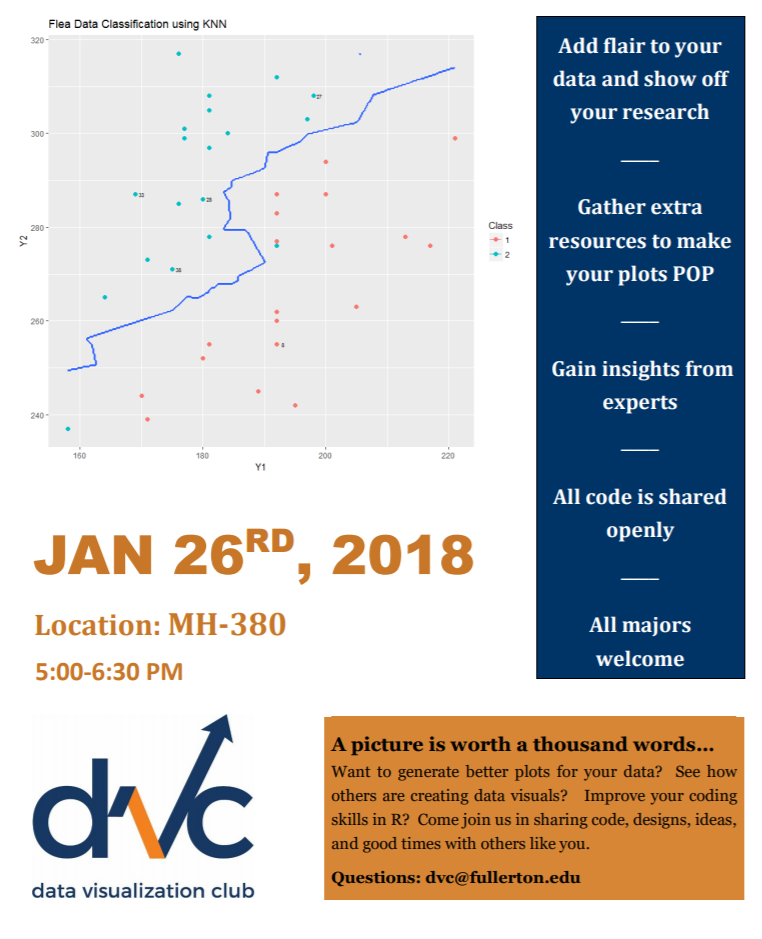 Flea Data Classification using KNN
320
300
280
260
240
Y2
27
33
28
38
8
160
180
200
220
Y1
Class
1
2
Add flair to your
data and show off
your research
Gather extra
resources to make
your plots POP
Gain insights from
experts
All code is shared
openly
All majors
welcome
JAN 26RD, 2018
Location: MH-380
5:00-6:30 PM
dvc
data visualization club
A picture is worth a thousand words…
Want to generate better plots for your data? See how
others are creating data visuals? Improve your coding
skills in R? Come join us in sharing code, designs, ideas,
and good times with others like you.
Questions: dvc@fullerton.edu